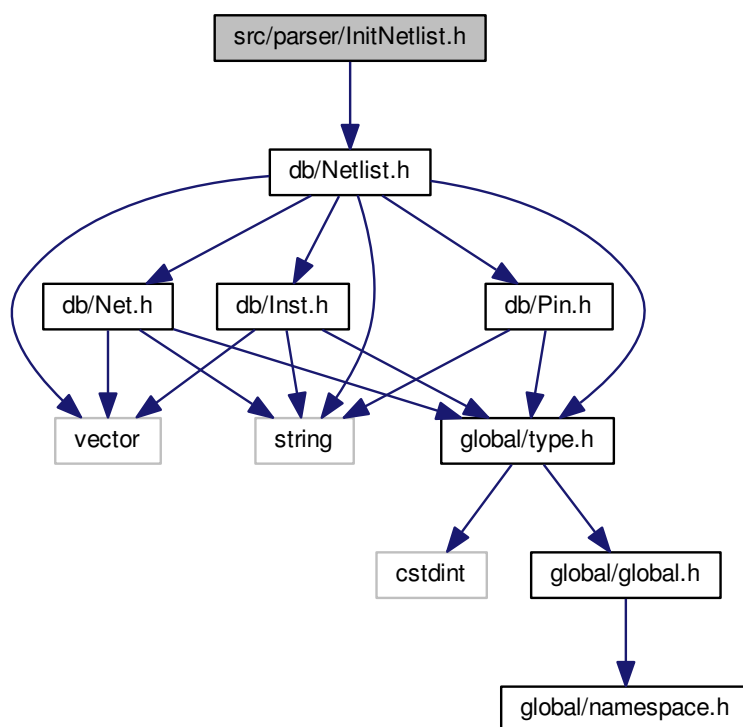 src/parser/InitNetlist.h
db/Netlist.h
db/Net.h
db/Inst.h
db/Pin.h
vector
string
global/type.h
cstdint
global/global.h
global/namespace.h